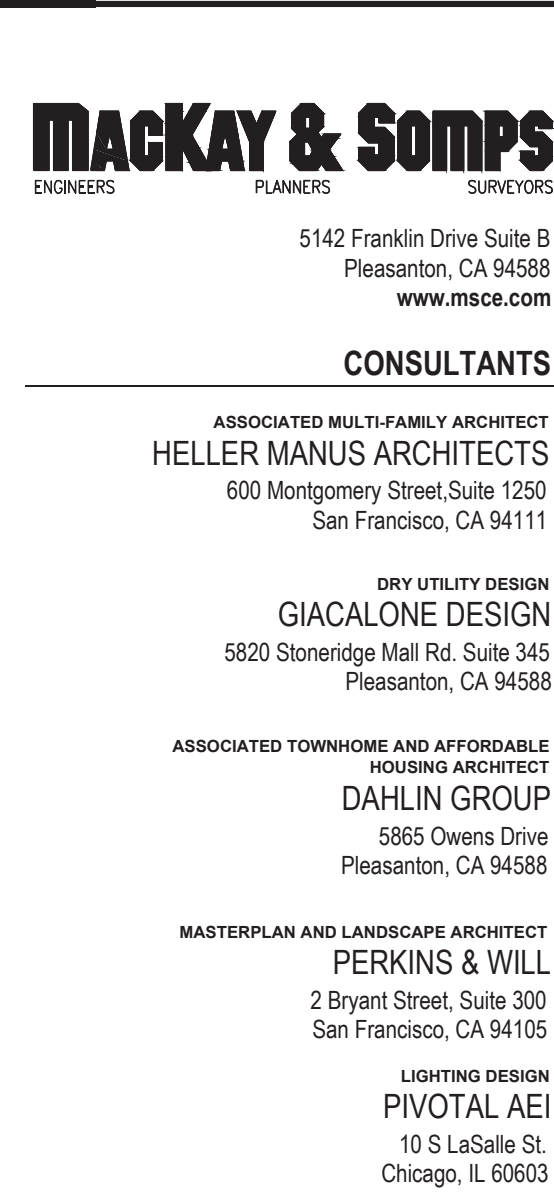 MACKAY & SOMPS
ENGINEERS PLANNERS SURVEYORS
5142 Franklin Drive Suite B
Pleasanton, CA 94588
www.msce.com
CONSULTANTS
ASSOCIATED MULTI-FAMILY ARCHITECT
HELLER MANUS ARCHITECTS
600 Montgomery Street,Suite 1250
San Francisco, CA 94111
DRY UTILITY DESIGN
GIACALONE DESIGN
5820 Stoneridge Mall Rd. Suite 345
Pleasanton, CA 94588
ASSOCIATED TOWNHOME AND AFFORDABLE
HOUSING ARCHITECT
DAHLIN GROUP
5865 Owens Drive
Pleasanton, CA 94588
MASTERPLAN AND LANDSCAPE ARCHITECT
PERKINS & WILL
2 Bryant Street, Suite 300
San Francisco, CA 94105
LIGHTING DESIGN
PIVOTAL AEI
10 S LaSalle St.
Chicago, IL 60603